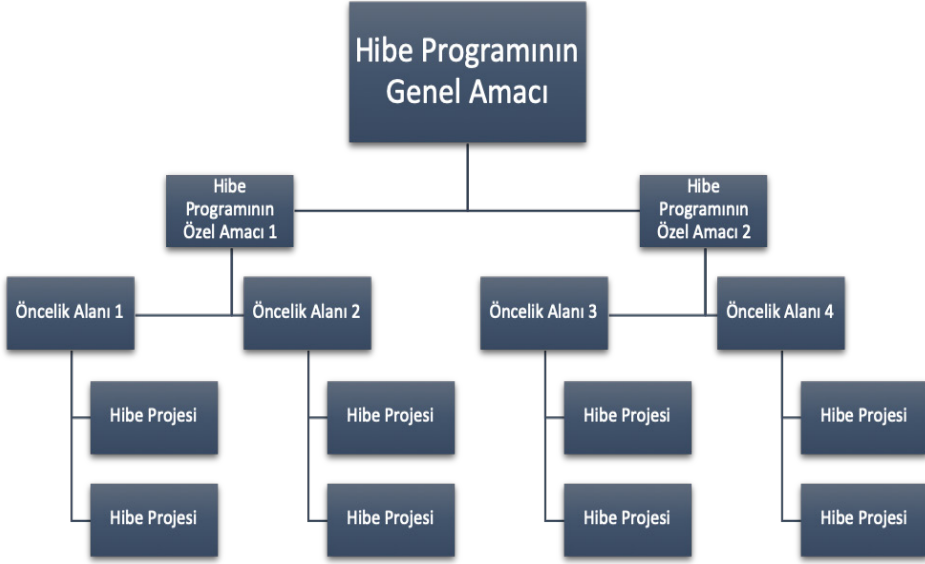 Hibe Programının
Genel Amacı
Hibe
Programının
Özel Amacı 1
Hibe
Programının
Özel Amacı 2
Öncelik Alanı 1
Öncelik Alanı 2
Öncelik Alanı 3
Öncelik Alanı 4
Hibe Projesi
Hibe Projesi
Hibe Projesi
Hibe Projesi
Hibe Projesi
Hibe Projesi
Hibe Projesi
Hibe Projesi